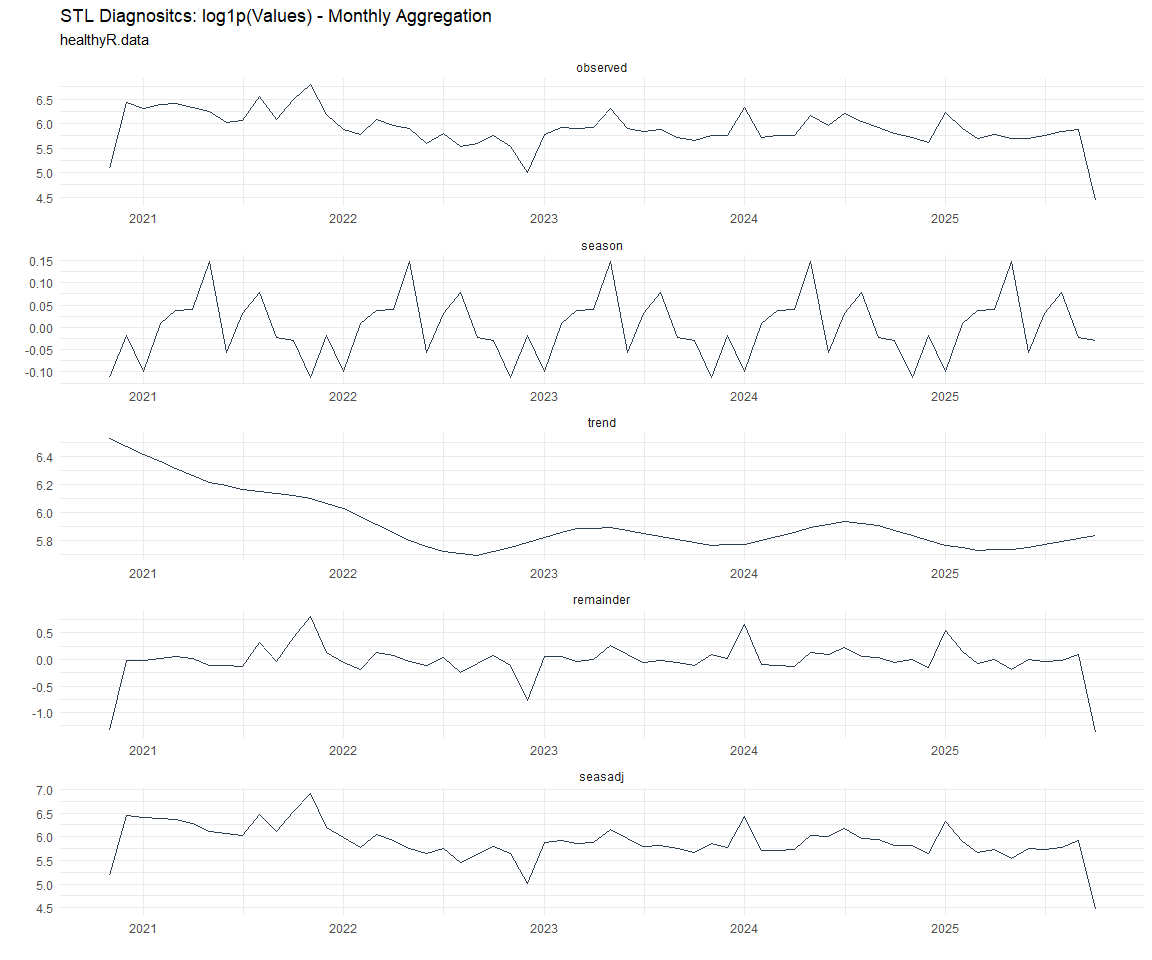 STL Diagnositcs: log1p(Values) - Monthly Aggregation
healthyR.data
observed
6.5
6.0
5.5
5.0
4.5
2021 2022 2023 2024 2025
season
0.15
0.10
0.05
0.00
-0.05
-0.10
2021 2022 2023 2024 2025
trend
6.4
6.2
6.0
5.8
2021 2022 2023 2024 2025
remainder
0.5
0.0
-0.5
-1.0
2021 2022 2023 2024 2025
seasadj
7.0
6.5
6.0
5.5
5.0
4.5
2021 2022 2023 2024 2025